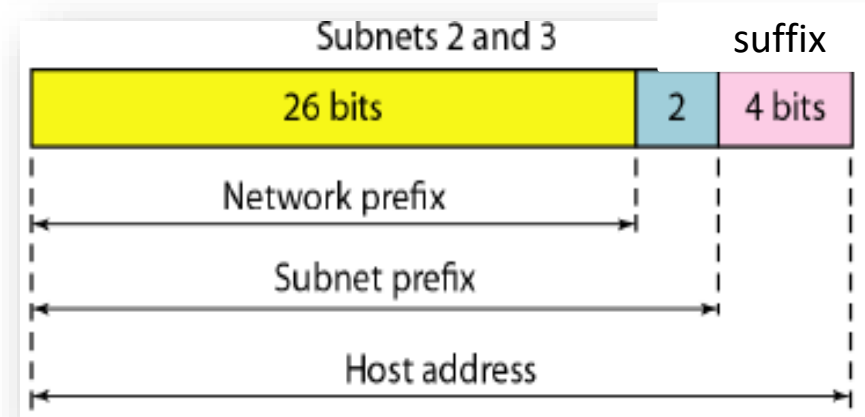 Subnets 2 and 3 suffix
26 bits 2 4 bits
Network prefix
Subnet prefix
Host address